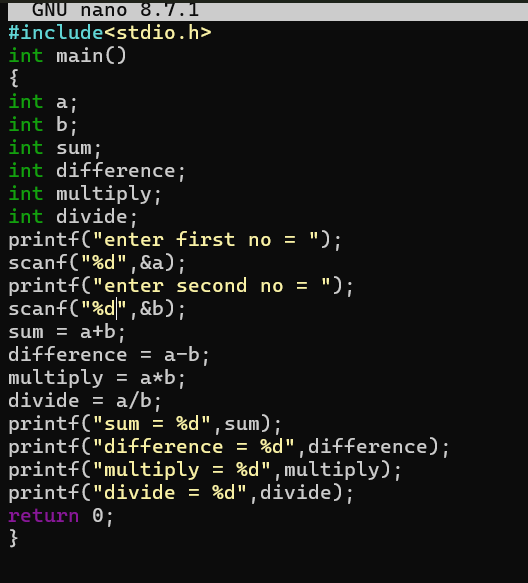 GNU nano 8.7.1
#include<stdio.h>
int main()
{
int a;
int b;
int sum;
int difference;
int multiply;
int divide;
printf("enter first no = ");
scanf("%d",&a);
printf("enter second no = ");
scanf("%d",&b);
sum = a+b;
difference = a-b;
multiply = a*b;
divide = a/b;
printf("sum = %d",sum);
printf("difference = %d",difference);
printf("multiply = %d",multiply);
printf("divide = %d",divide);
return 0;
}